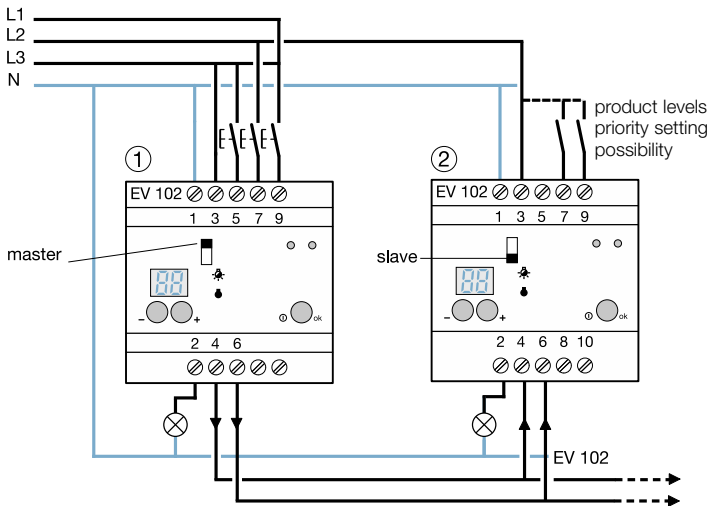 L1
L2
L3
N
product levels
priority setting
possibility
1
2
EV 102
1 3 5 7 9
EV 102
1 3 5 7 9
master
slave
88
- +
ok
88
- +
ok
2 4 6
2 4 6 8 10
EV 102